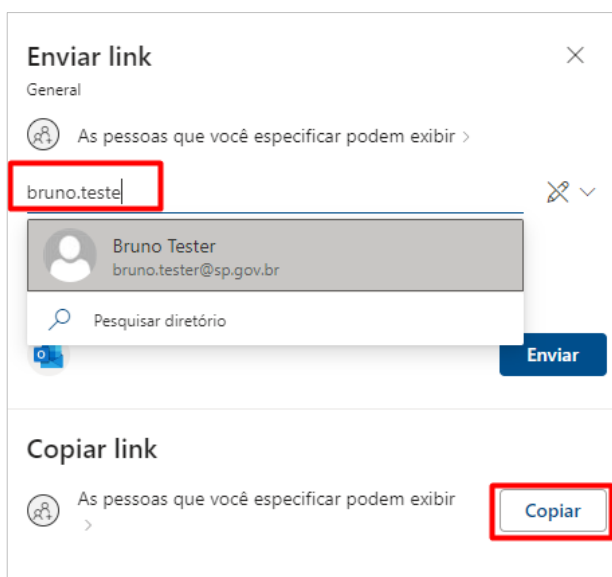 Enviar link
General
As pessoas que você especificar podem exibir >
bruno.teste
Bruno Tester
bruno.tester@sp.gov.br
Pesquisar diretório
Enviar
Copiar link
As pessoas que você especificar podem exibir
>
Copiar